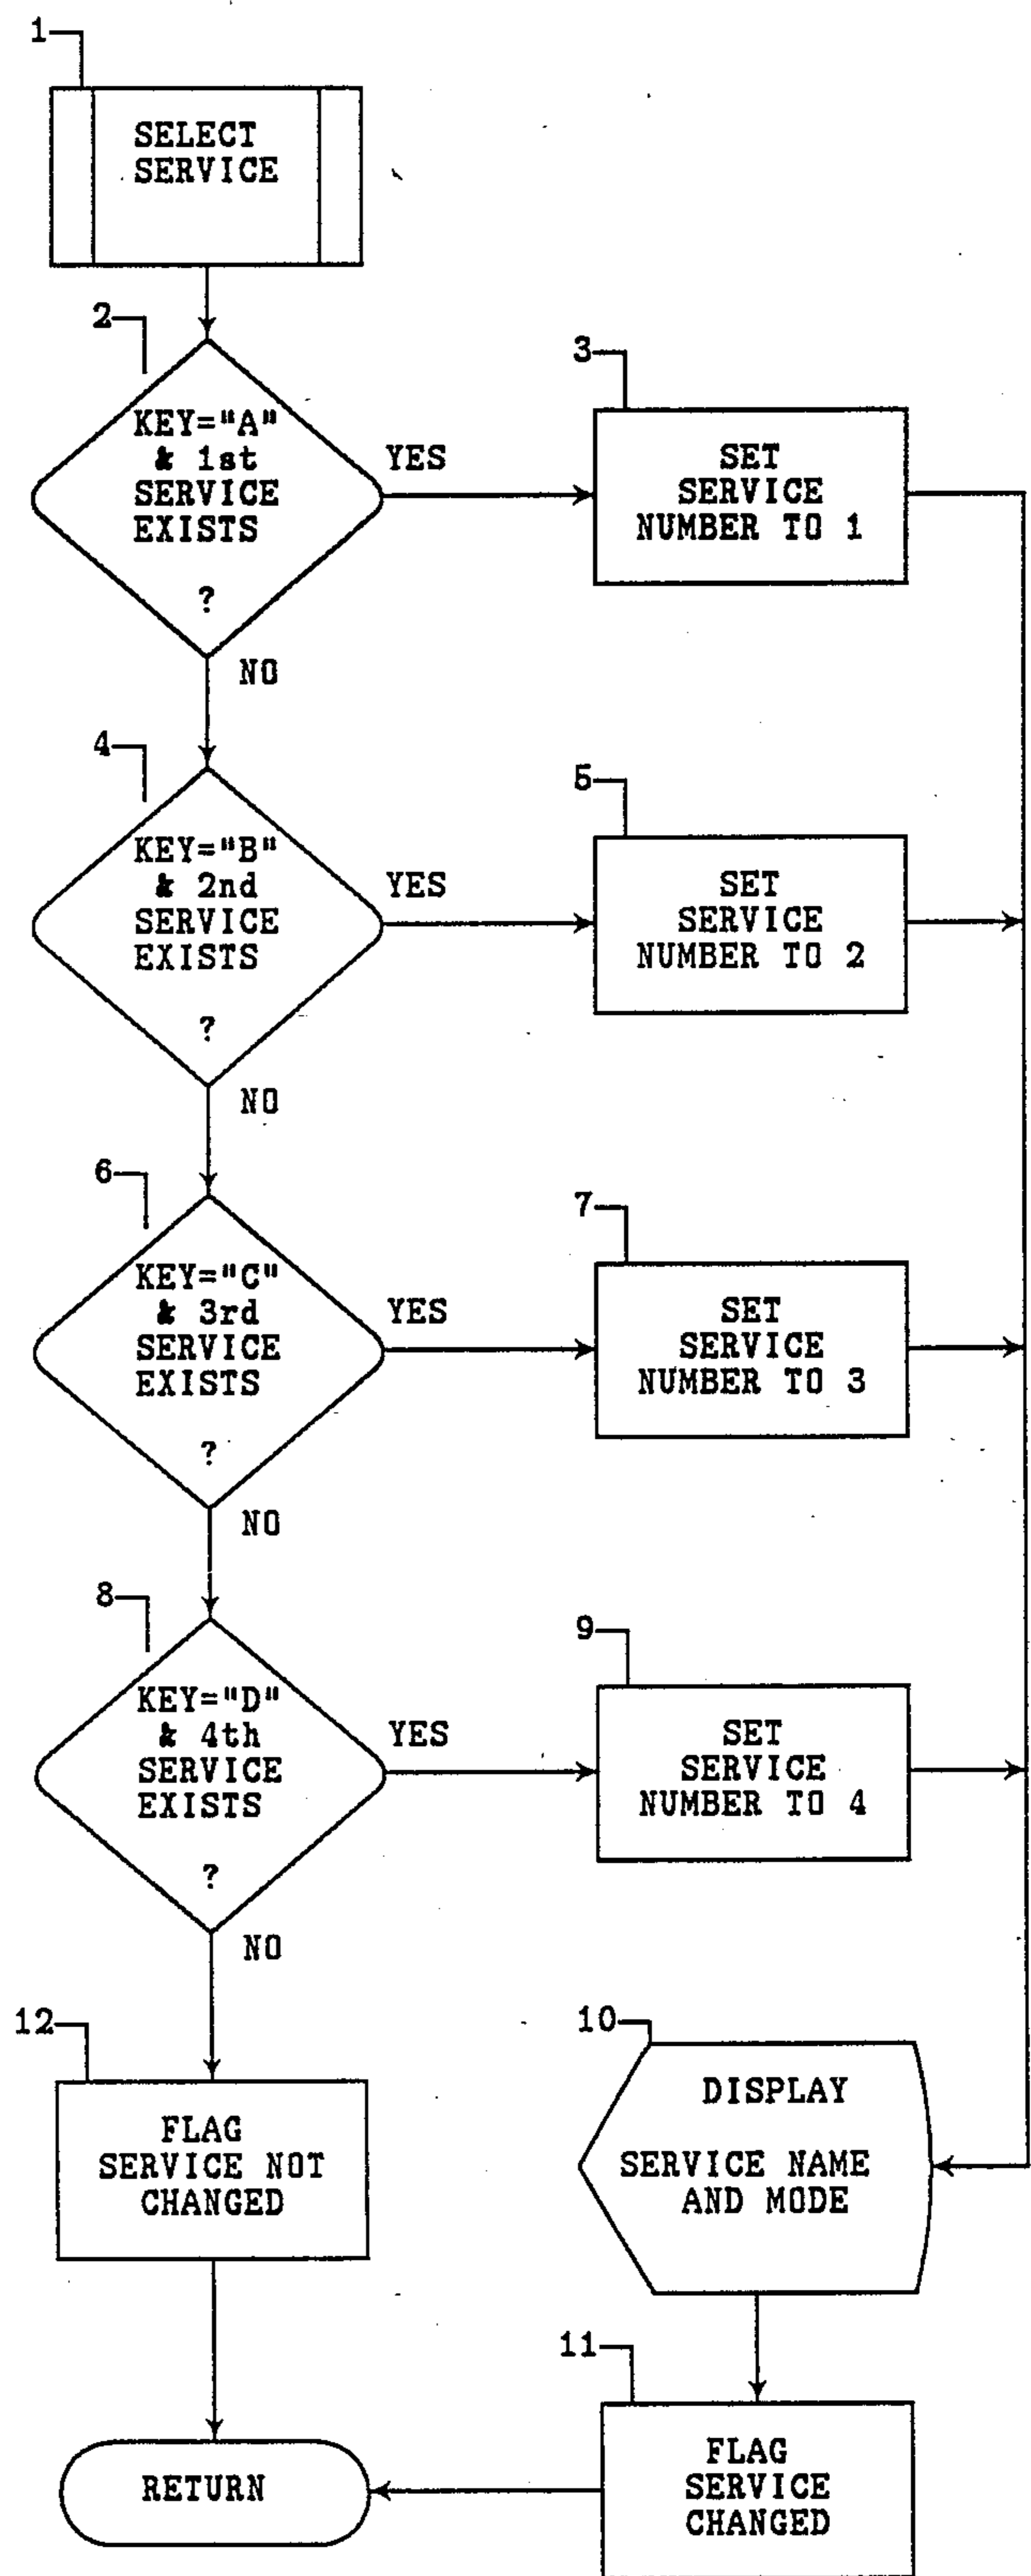 1
SELECT
SERVICE
2
KEY="A"
& 1st
SERVICE
EXISTS
?
YES
NO
3
SET
SERVICE
NUMBER TO 1
4
KEY="B"
& 2nd
SERVICE
EXISTS
?
YES
NO
5
SET
SERVICE
NUMBER TO 2
6
KEY="C"
& 3rd
SERVICE
EXISTS
?
YES
NO
7
SET
SERVICE
NUMBER TO 3
8
KEY="D"
& 4th
SERVICE
EXISTS
?
YES
NO
9
SET
SERVICE
NUMBER TO 4
12
FLAG
SERVICE NOT
CHANGED
10
DISPLAY
SERVICE NAME
AND MODE
11
FLAG
SERVICE
CHANGED
RETURN